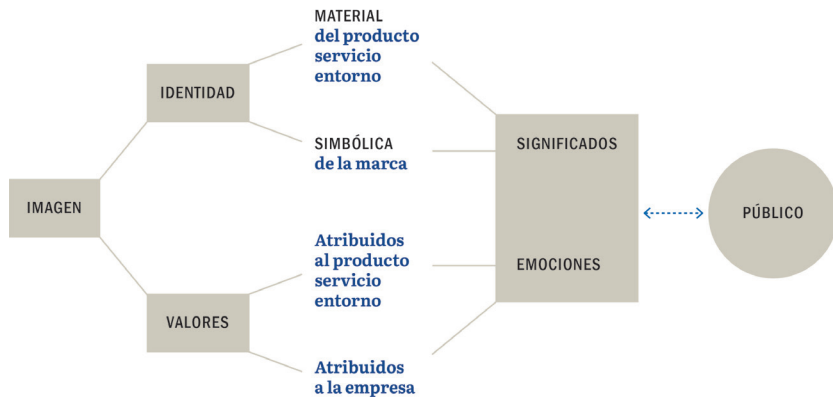 MATERIAL
del producto
servicio
entorno
IDENTIDAD
SIMBÓLICA
de la marca
IMAGEN
Atribuidos
al producto
servicio
entorno
VALORES
Atribuidos
a la empresa
SIGNIFICADOS
EMOCIONES
PÚBLICO